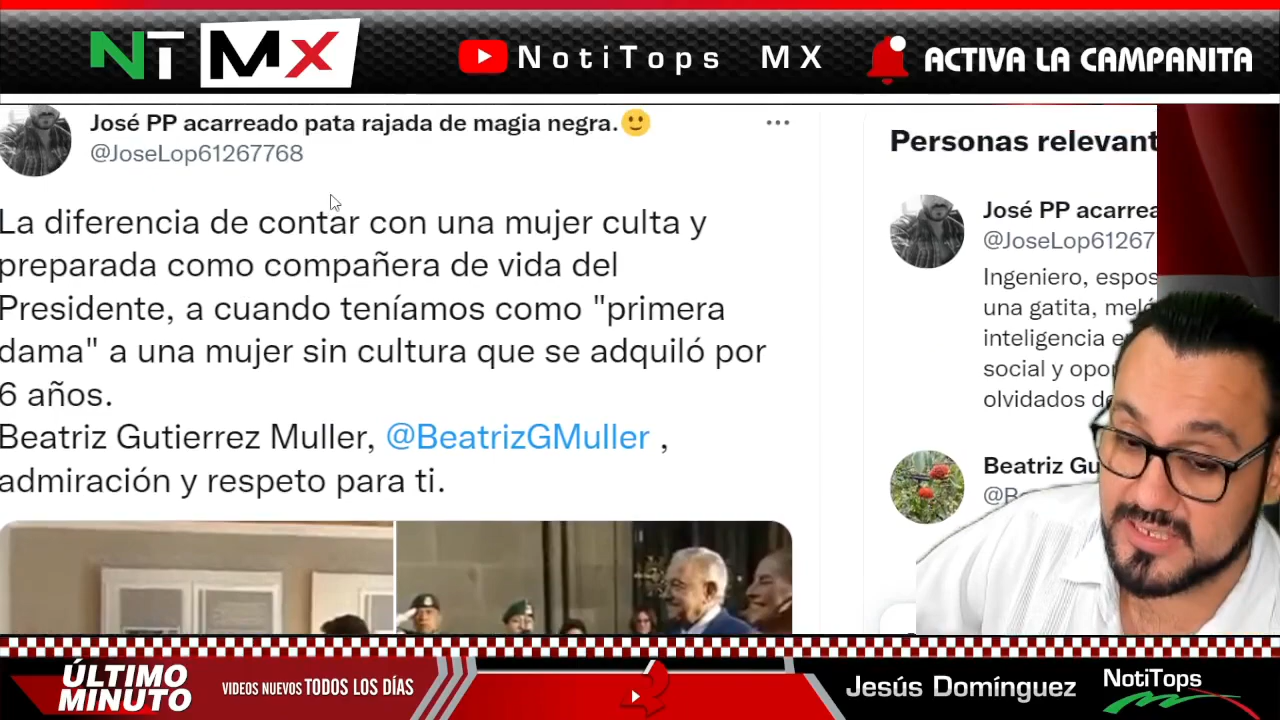 NT MX
NotiTops MX
ACTIVA LA CAMPANITA
José PP acarreado pata rajada de magia negra.🙂
@JoseLop61267768
La diferencia de contar con una mujer culta y
preparada como compañera de vida del
Presidente, a cuando teníamos como "primera
dama" a una mujer sin cultura que se adquiló por
6 años.
Beatriz Gutierrez Muller, @BeatrizGMuller ,
admiración y respeto para ti.
Personas relevant
José PP acarrea
@JoseLop61267
Ingeniero, espos
una gatita, meló
inteligencia e
social y opor
olvidados d
Beatriz Gu
ÚLTIMO
MINUTO
VIDEOS NUEVOS TODOS LOS DÍAS
Jesús Domínguez
NotiTops